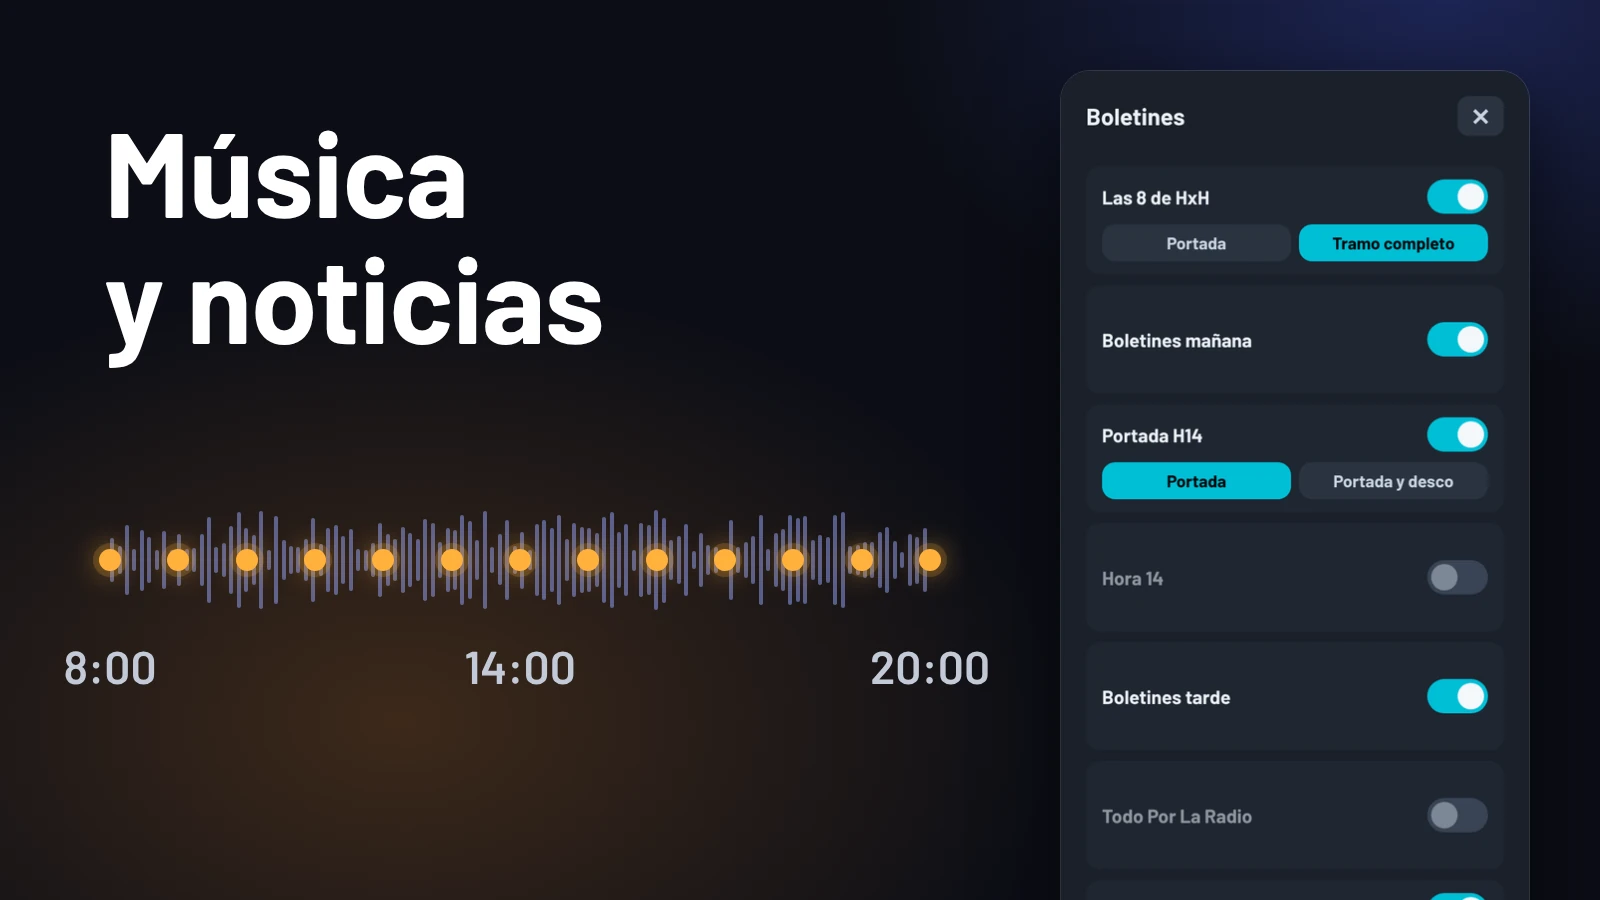 Música
y noticias
8:00
14:00
20:00
Boletines
Las 8 de HxH
Portada
Tramo completo
Boletines mañana
Portada H14
Portada
Portada y desco
Hora 14
Boletines tarde
Todo Por La Radio